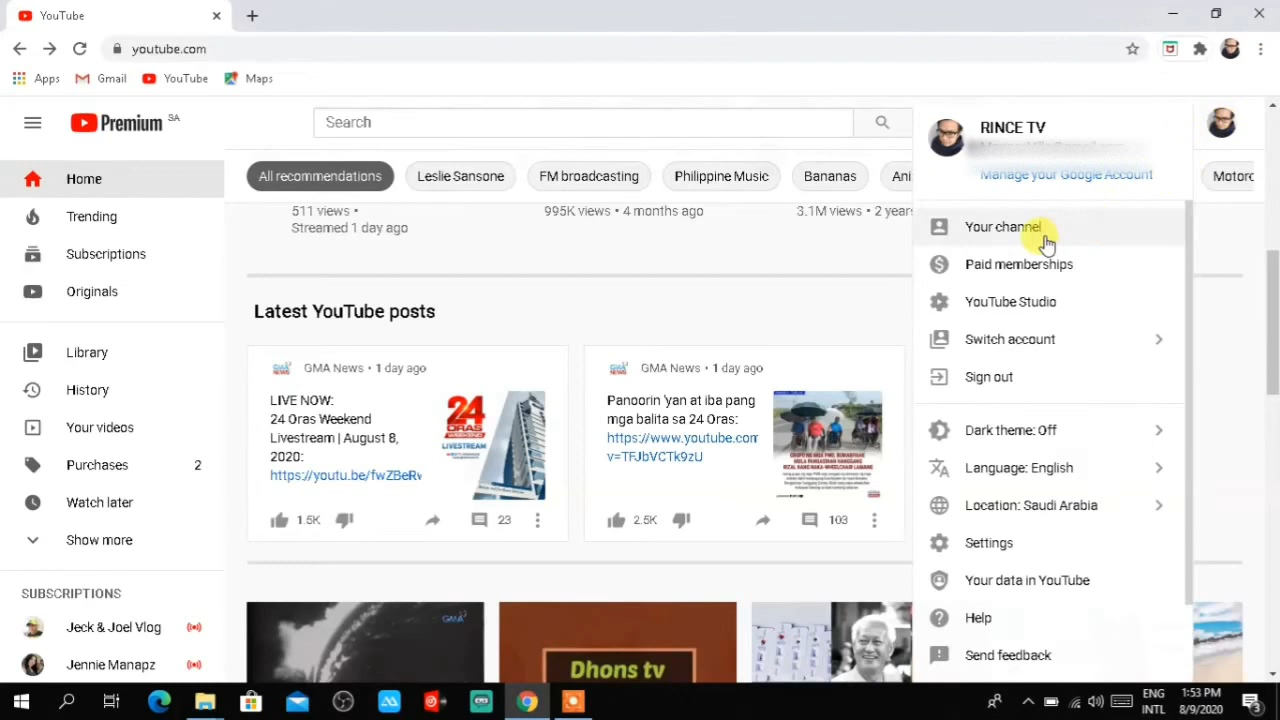 YouTube
youtube.com
Apps
Gmail
YouTube
Maps
Premium SA
Search
RINCE TV
Manage your Google Account
All recommendations
Leslie Sansone
FM broadcasting
Philippine Music
Bananas
Ani
Motorc
Home
Trending
Subscriptions
Originals
Library
History
Your videos
Purchases 2
Watch later
Show more
SUBSCRIPTIONS
Jeck & Joel Vlog
Jennie Manapz
511 views •
Streamed 1 day ago
995K views • 4 months ago
3.1M views • 2 years
Latest YouTube posts
GMA News • 1 day ago
LIVE NOW:
24 Oras Weekend
Livestream | August 8,
2020:
https://youtu.be/fwZBeRv
24
ORAS
WEEKEND
LIVESTREAM
1.5K
23
GMA News • 1 day ago
Panoorin 'yan at iba pang
mga balita sa 24 Oras:
https://www.youtube.com
v=TFJbVCTk9zU
2.5K
103
GMA
Dhons tv
Your channel
Paid memberships
YouTube Studio
Switch account
Sign out
Dark theme: Off
Language: English
Location: Saudi Arabia
Settings
Your data in YouTube
Help
Send feedback
ENG
INTL
1:53 PM
8/9/2020
3